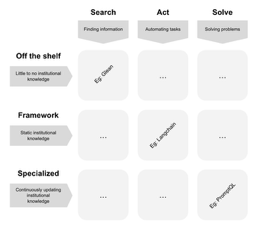 Search
Act
Solve
Finding information
Automating tasks
Solving problems
Off the shelf
Little to no institutional
knowledge
Eg: Glean
...
...
Framework
Static institutional
knowledge
...
Eg: Langchain
...
Specialized
Continuously updating
institutional
knowledge
...
...
Eg: PromptQL